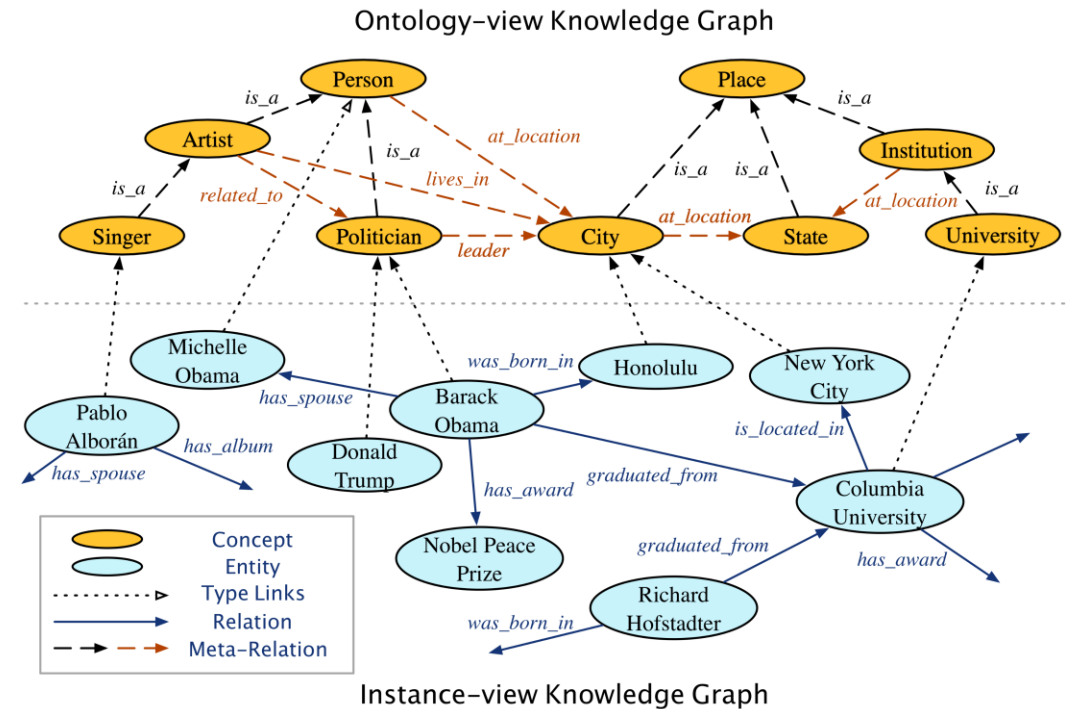 Ontology-view Knowledge Graph
Person
Place
is_a
is_a
Artist
at_location
Institution
is_a
is_a
is_a
is_a
lives_in
is_a
related_to
at_location
at_location
Singer
Politician
leader
City
State
University
Michelle
Obama
was_born_in
Honolulu
New York
City
has_spouse
Barack
Obama
Pablo
Alborán
has_album
is_located_in
has_spouse
Donald
Trump
graduated_from
has_award
Columbia
University
Nobel Peace
Prize
graduated_from
has_award
Richard
Hofstadter
was_born_in
Concept
Entity
Type Links
Relation
Meta-Relation
Instance-view Knowledge Graph